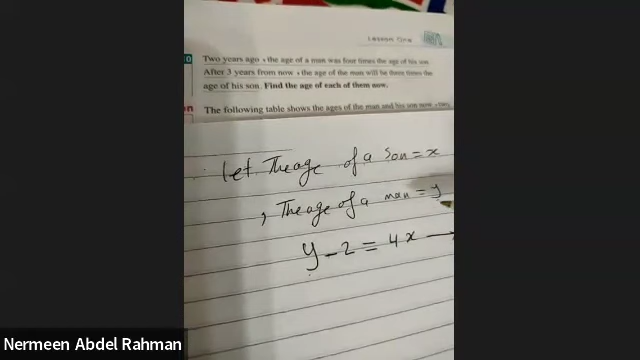 Lesson One
Two years ago , the age of a man was four times the age of his son.
After 3 years from now , the age of the man will be three times the
age of his son. Find the age of each of them now.
The following table shows the ages of the man and his son now , two
let The age of a son = x
, The age of a man = y
y - 2 = 4x →
Nermeen Abdel Rahman